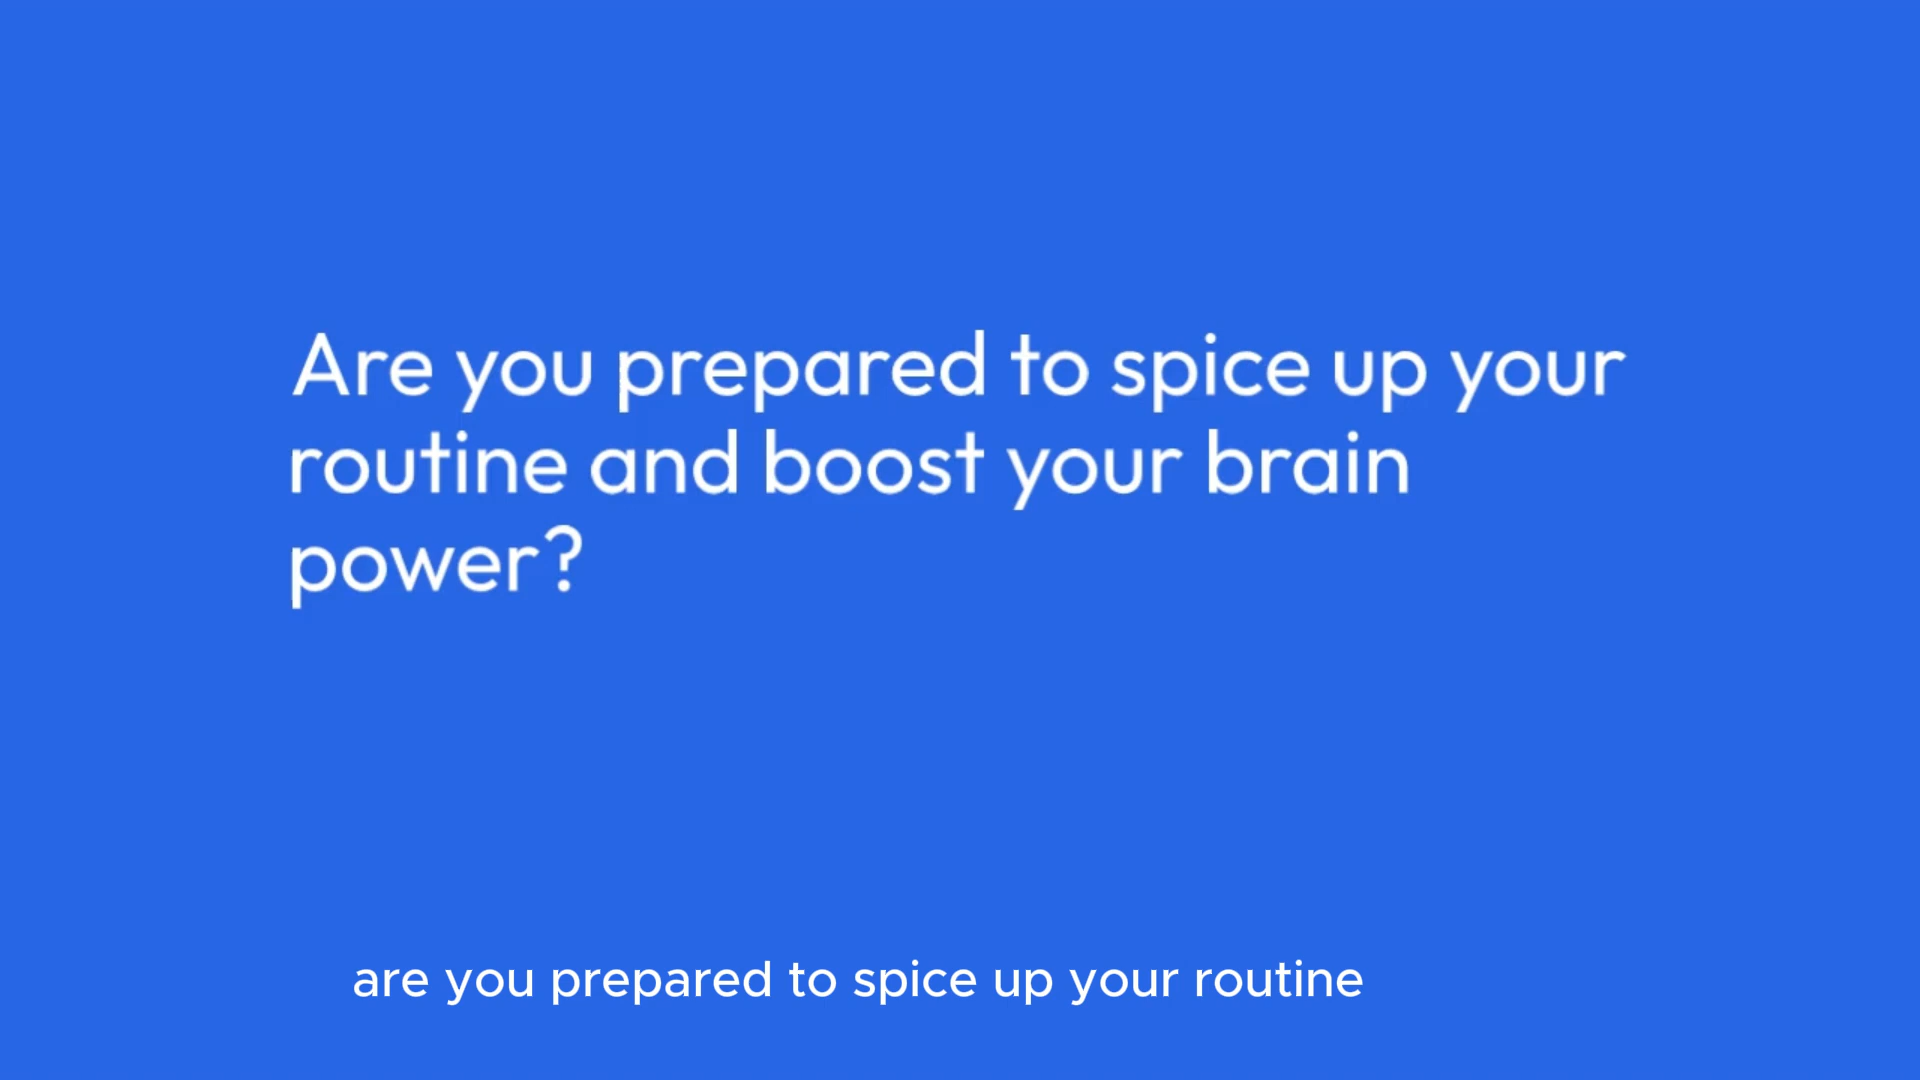 Are you prepared to spice up your
routine and boost your brain
power?
are you prepared to spice up your routine